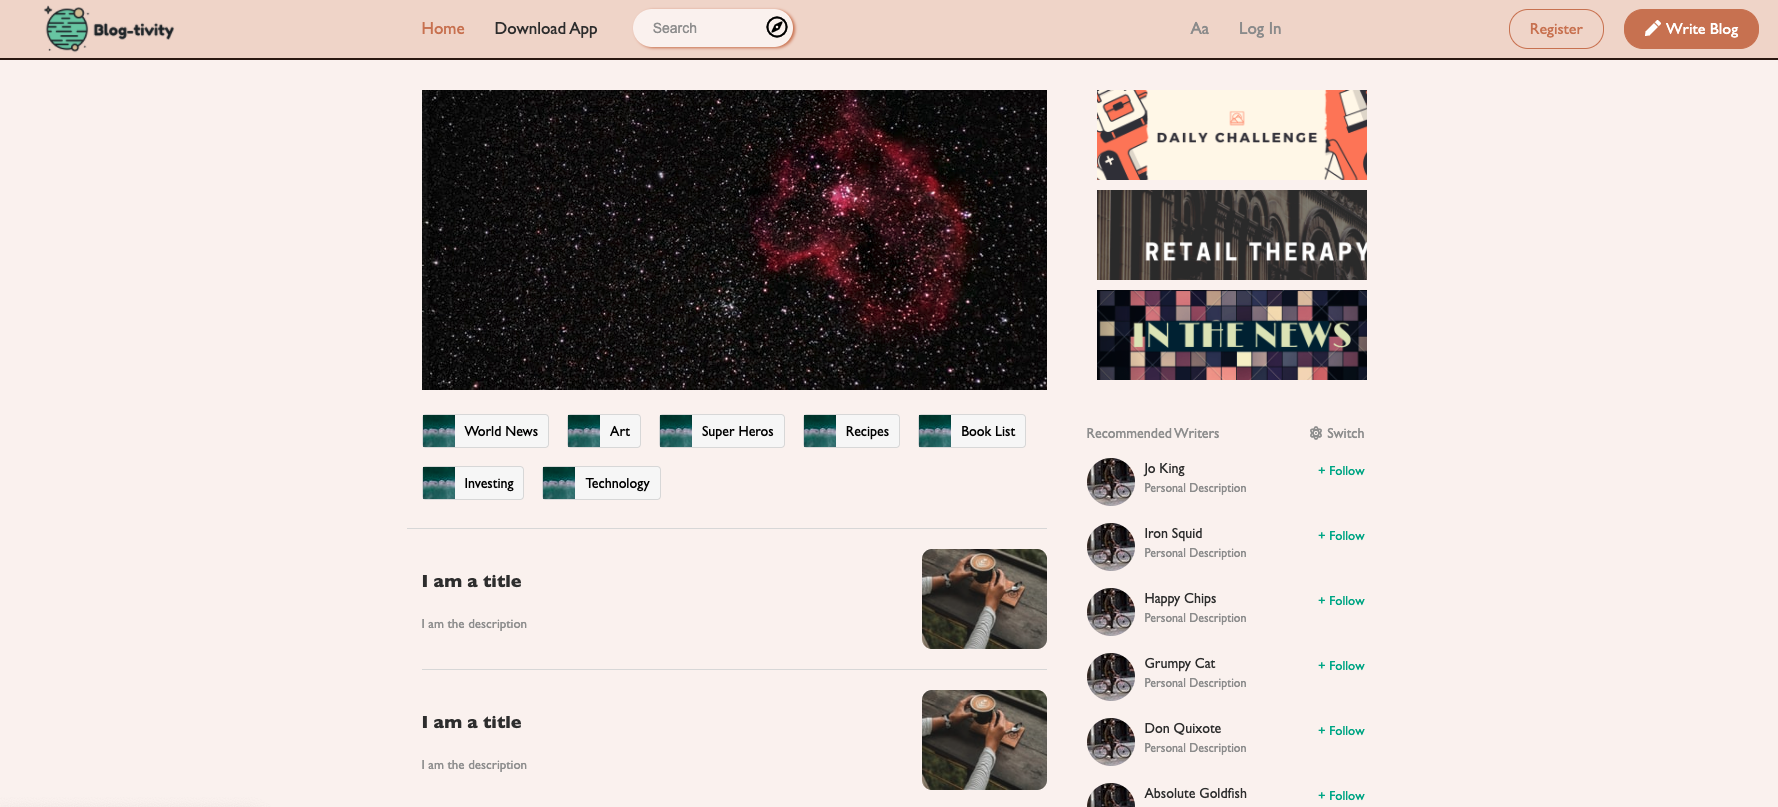 Blog-tivity
Home
Download App
Search
Aa
Log In
Register
Write Blog
DAILY CHALLENGE
RETAIL THERAPY
IN THE NEWS
World News
Art
Super Heros
Recipes
Book List
Investing
Technology
I am a title
I am the description
I am a title
I am the description
Recommended Writers
Switch
Jo King
+ Follow
Personal Description
Iron Squid
+ Follow
Personal Description
Happy Chips
+ Follow
Personal Description
Grumpy Cat
+ Follow
Personal Description
Don Quixote
+ Follow
Personal Description
Absolute Goldfish
+ Follow